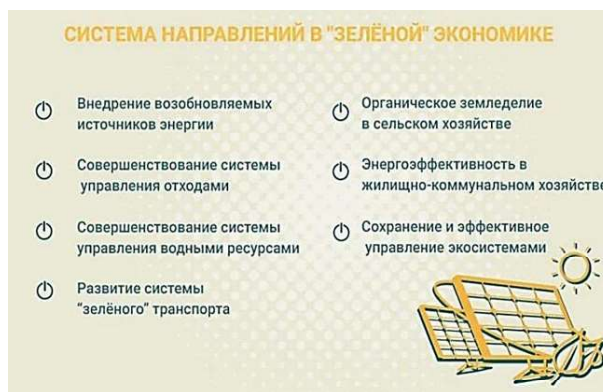 СИСТЕМА НАПРАВЛЕНИЙ В "ЗЕЛЁНОЙ" ЭКОНОМИКЕ
Внедрение возобновляемых
источников энергии
Совершенствование системы
управления отходами
Совершенствование системы
управления водными ресурсами
Развитие системы
"зелёного" транспорта
Органическое земледелие
в сельском хозяйстве
Энергоэффективность в
жилищно-коммунальном хозяйстве
Сохранение и эффективное
управление экосистемами